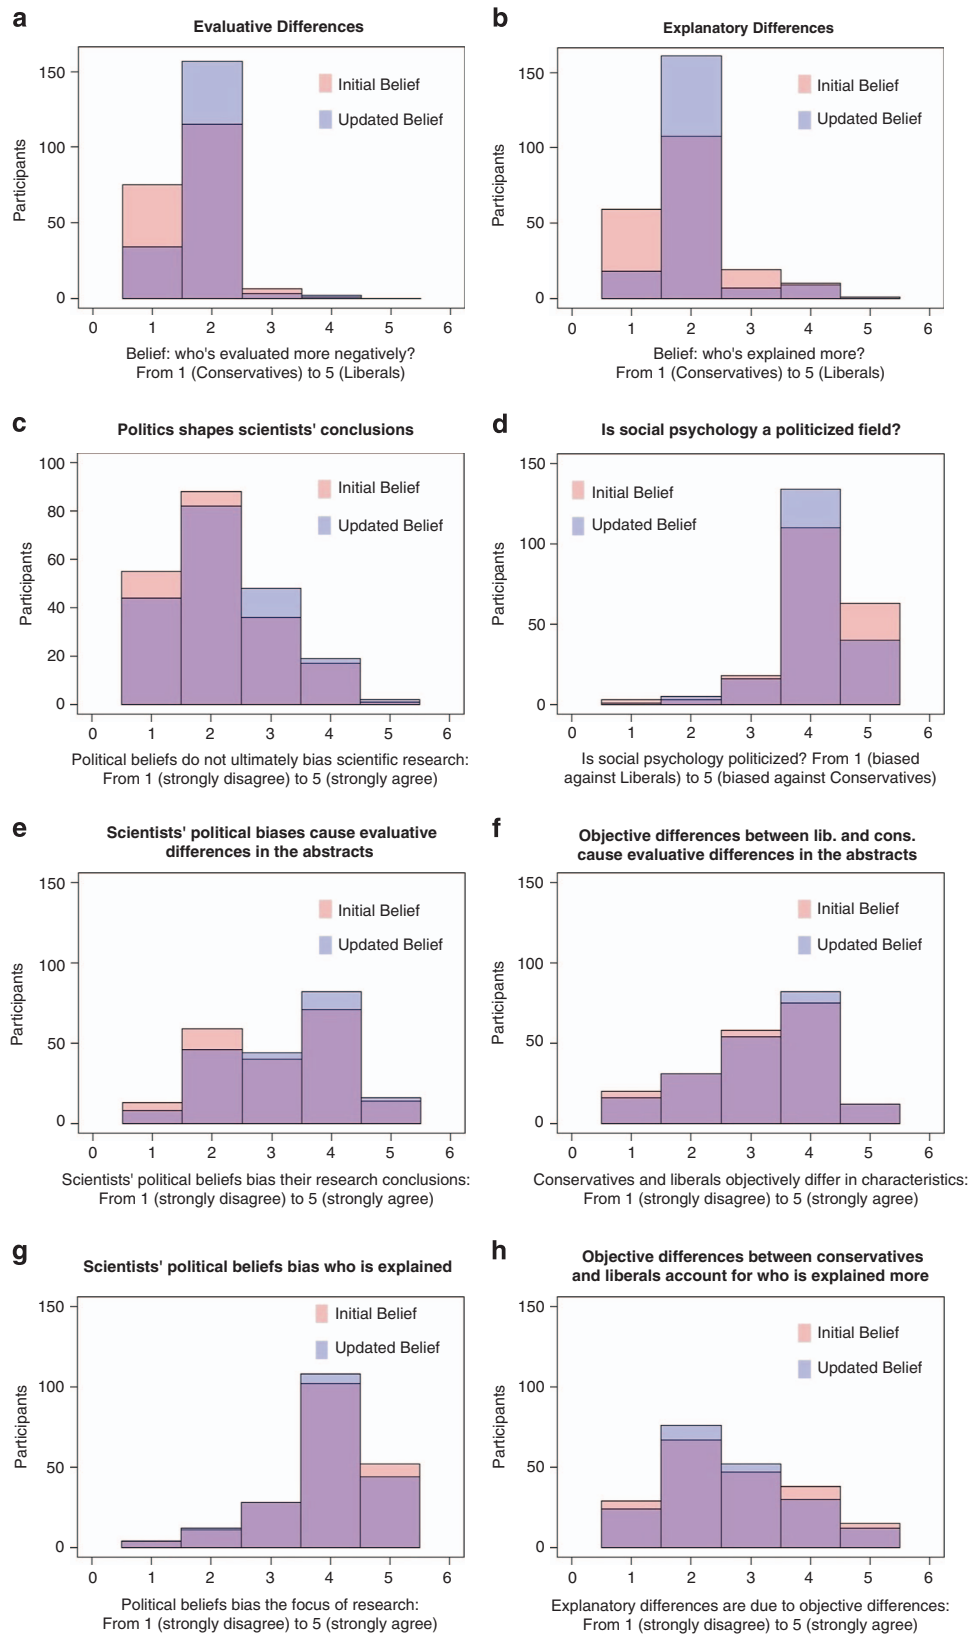 a
Evaluative Differences
150
100
50
0
Participants
Initial Belief
Updated Belief
0 1 2 3 4 5 6
Belief: who's evaluated more negatively?
From 1 (Conservatives) to 5 (Liberals)
b
Explanatory Differences
150
100
50
0
Participants
Initial Belief
Updated Belief
0 1 2 3 4 5 6
Belief: who's explained more?
From 1 (Conservatives) to 5 (Liberals)
c
Politics shapes scientists' conclusions
100
80
60
40
20
0
Participants
Initial Belief
Updated Belief
0 1 2 3 4 5 6
Political beliefs do not ultimately bias scientific research:
From 1 (strongly disagree) to 5 (strongly agree)
d
Is social psychology a politicized field?
150
100
50
0
Participants
Initial Belief
Updated Belief
0 1 2 3 4 5 6
Is social psychology politicized? From 1 (biased
against Liberals) to 5 (biased against Conservatives)
e
Scientists' political biases cause evaluative
differences in the abstracts
150
100
50
0
Participants
Initial Belief
Updated Belief
0 1 2 3 4 5 6
Scientists' political beliefs bias their research conclusions:
From 1 (strongly disagree) to 5 (strongly agree)
f
Objective differences between lib. and cons.
cause evaluative differences in the abstracts
150
100
50
0
Participants
Initial Belief
Updated Belief
0 1 2 3 4 5 6
Conservatives and liberals objectively differ in characteristics:
From 1 (strongly disagree) to 5 (strongly agree)
g
Scientists' political beliefs bias who is explained
150
100
50
0
Participants
Initial Belief
Updated Belief
0 1 2 3 4 5 6
Political beliefs bias the focus of research:
From 1 (strongly disagree) to 5 (strongly agree)
h
Objective differences between conservatives
and liberals account for who is explained more
150
100
50
0
Participants
Initial Belief
Updated Belief
0 1 2 3 4 5 6
Explanatory differences are due to objective differences:
From 1 (strongly disagree) to 5 (strongly agree)